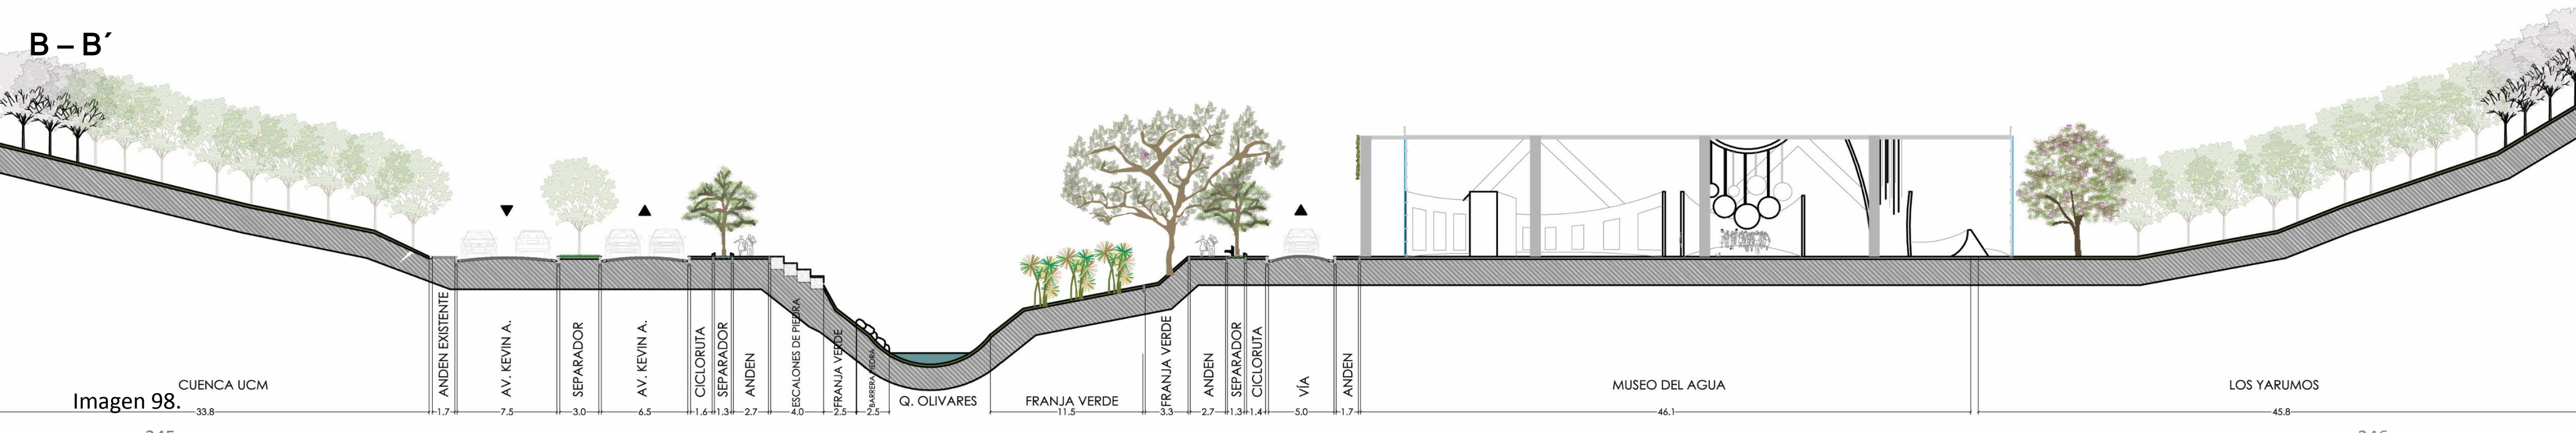 B – B´
CUENCA UCM
Imagen 98.
33.8
ANDEN EXISTENTE
1.7
AV. KEVIN A.
7.5
SEPARADOR
3.0
AV. KEVIN A.
6.5
CICLORUTA
1.6
SEPARADOR
1.3
ANDEN
2.7
ESCALONES DE PIEDRA
4.0
FRANJA VERDE
2.5
BARRERA PIEDRA
2.5
Q. OLIVARES
FRANJA VERDE
11.5
FRANJA VERDE
3.3
ANDEN
2.7
SEPARADOR
1.3
CICLORUTA
1.4
VÍA
5.0
ANDEN
1.7
MUSEO DEL AGUA
46.1
LOS YARUMOS
45.8